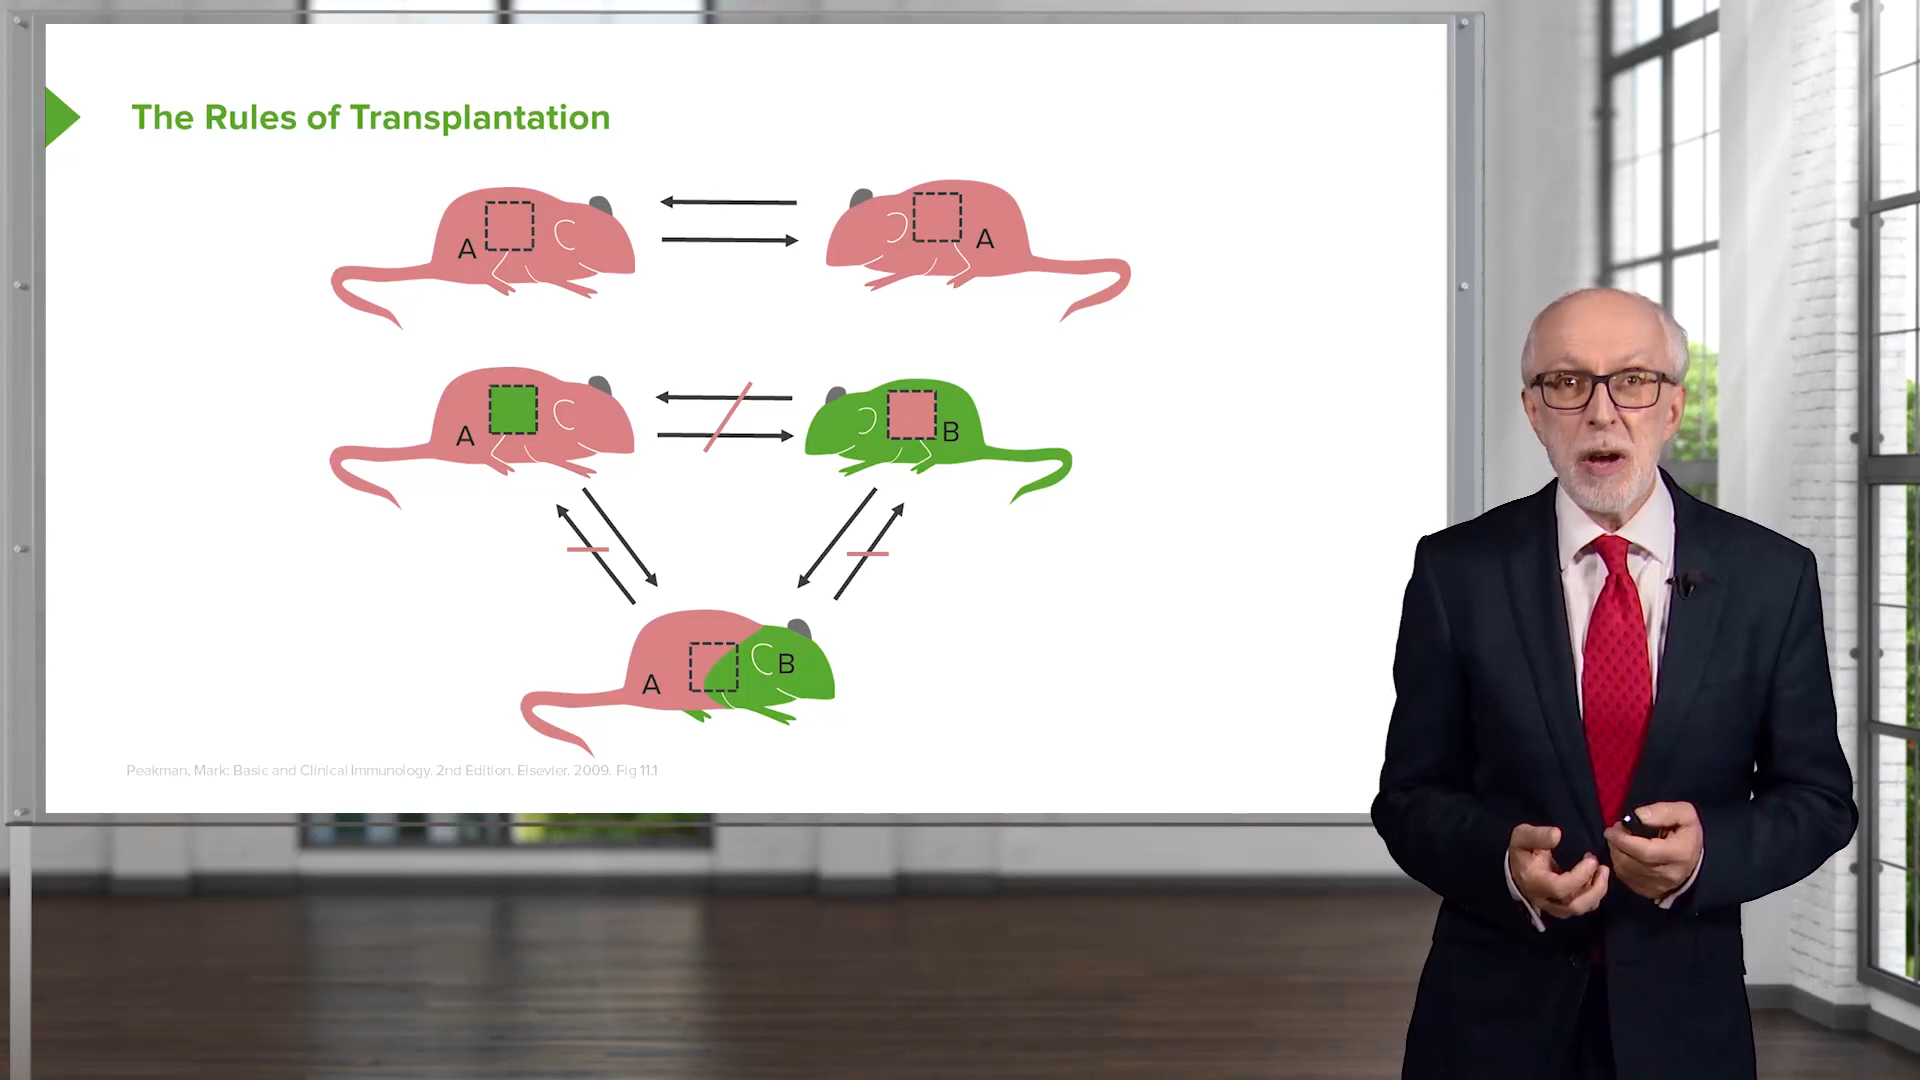 The Rules of Transplantation
A
A
A
B
A
B
Peakman, Mark: Basic and Clinical Immunology. 2nd Edition. Elsevier. 2009. Fig 11.1